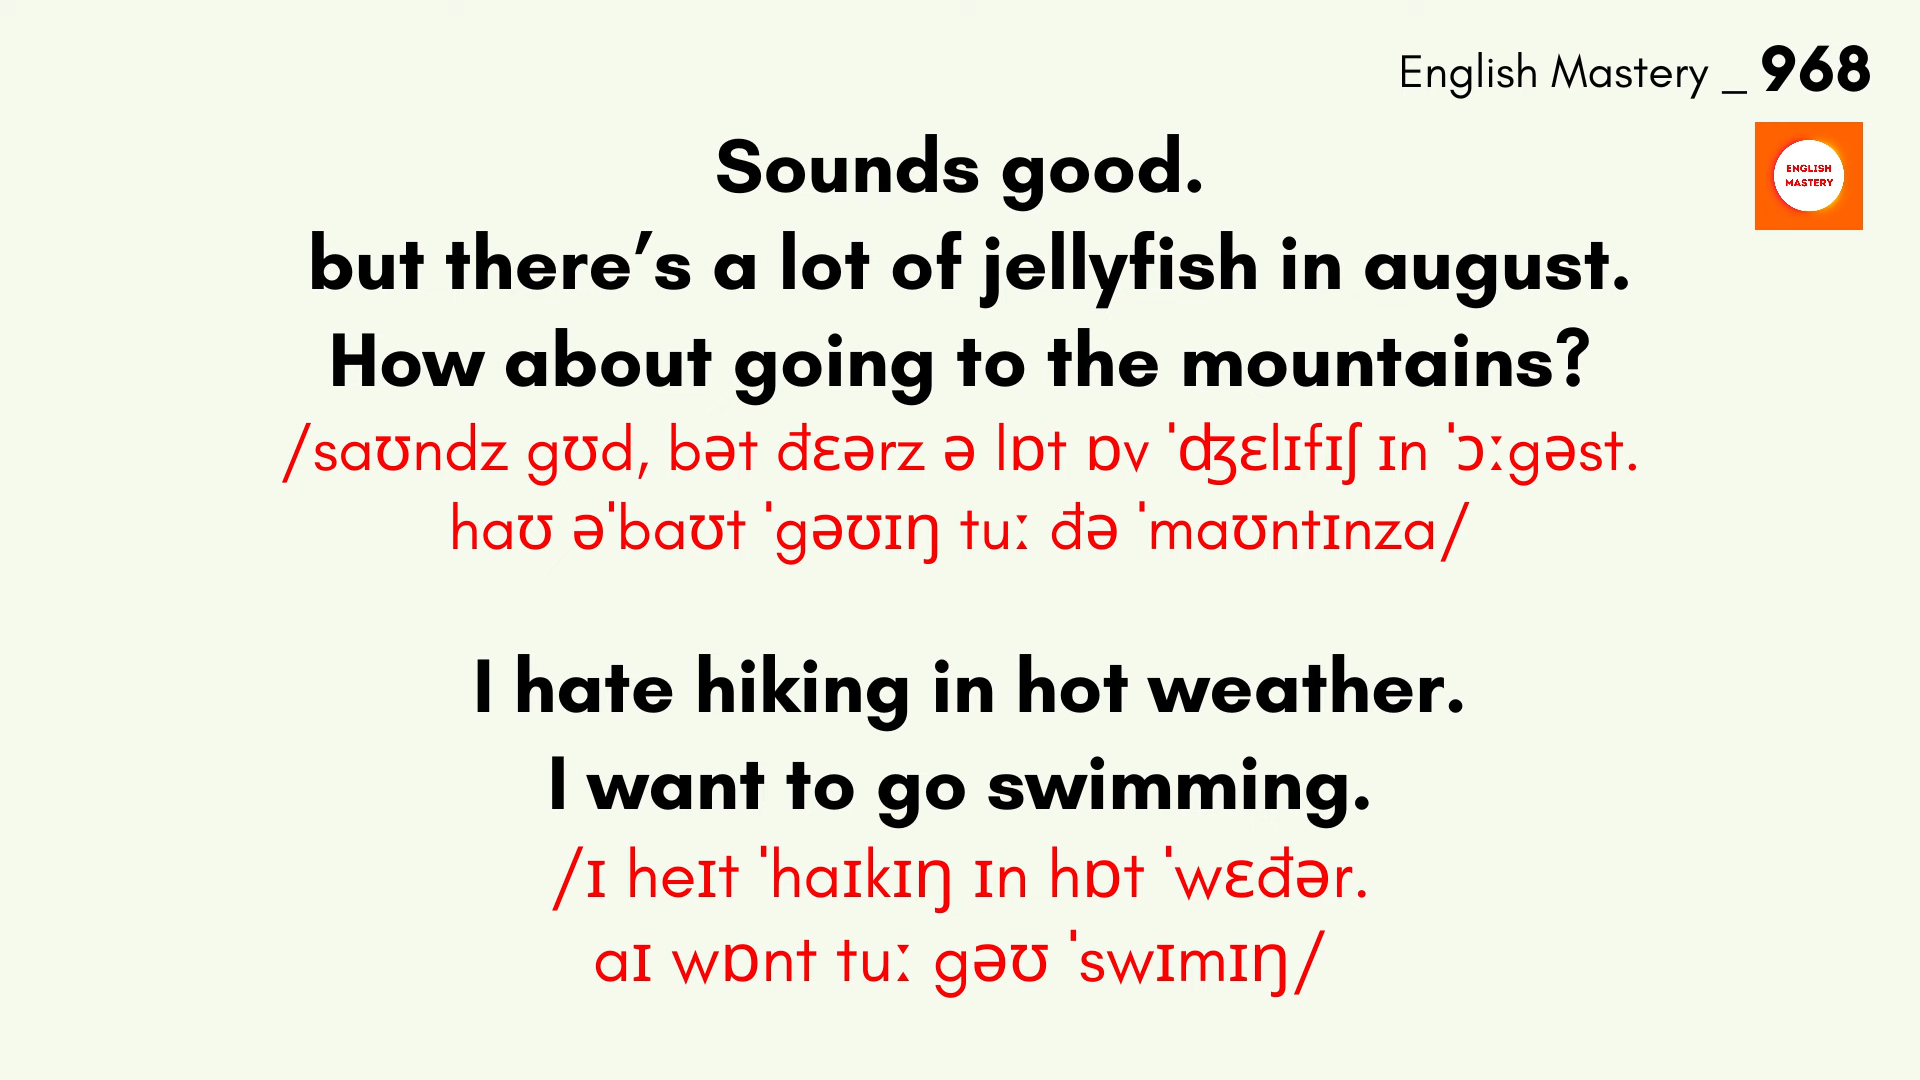 English Mastery _ 968
ENGLISH
MASTERY
Sounds good.
but there’s a lot of jellyfish in august.
How about going to the mountains?
/saʊndz gʊd, bət đɛərz ə lɒt ɒv ˈʤɛlɪfɪʃ ɪn ˈɔːgəst.
haʊ əˈbaʊt ˈgəʊɪŋ tuː đə ˈmaʊntɪnza/
I hate hiking in hot weather.
I want to go swimming.
/ɪ heɪt ˈhaɪkɪŋ ɪn hɒt ˈwɛđər.
aɪ wɒnt tuː gəʊ ˈswɪmɪŋ/